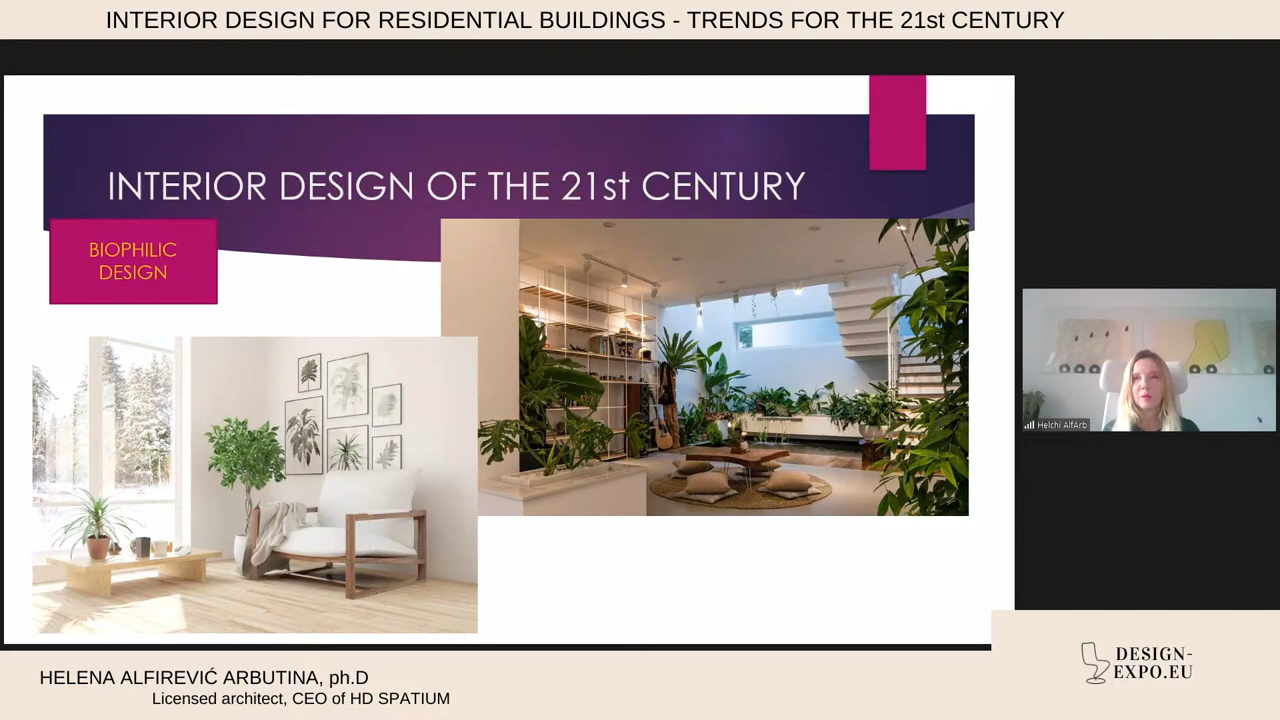 INTERIOR DESIGN FOR RESIDENTIAL BUILDINGS - TRENDS FOR THE 21st CENTURY
INTERIOR DESIGN OF THE 21st CENTURY
BIOPHILIC
DESIGN
Helchi AlfArb
DESIGN-
EXPO.EU
HELENA ALFIREVIĆ ARBUTINA, ph.D
Licensed architect, CEO of HD SPATIUM